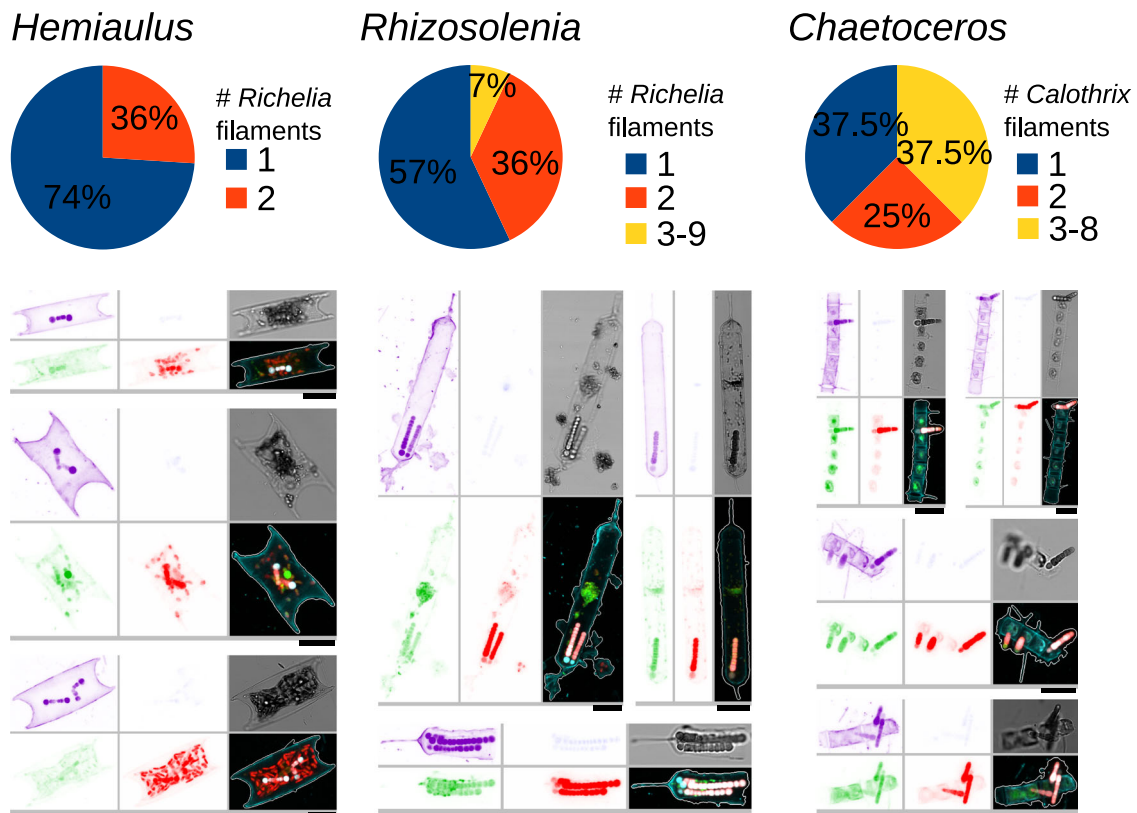 Hemiaulus
36%
74%
# Richelia
filaments
1
2
Rhizosolenia
7%
57%
36%
# Richelia
filaments
1
2
3-9
Chaetoceros
37.5%
37.5%
25%
# Calothrix
filaments
1
2
3-8